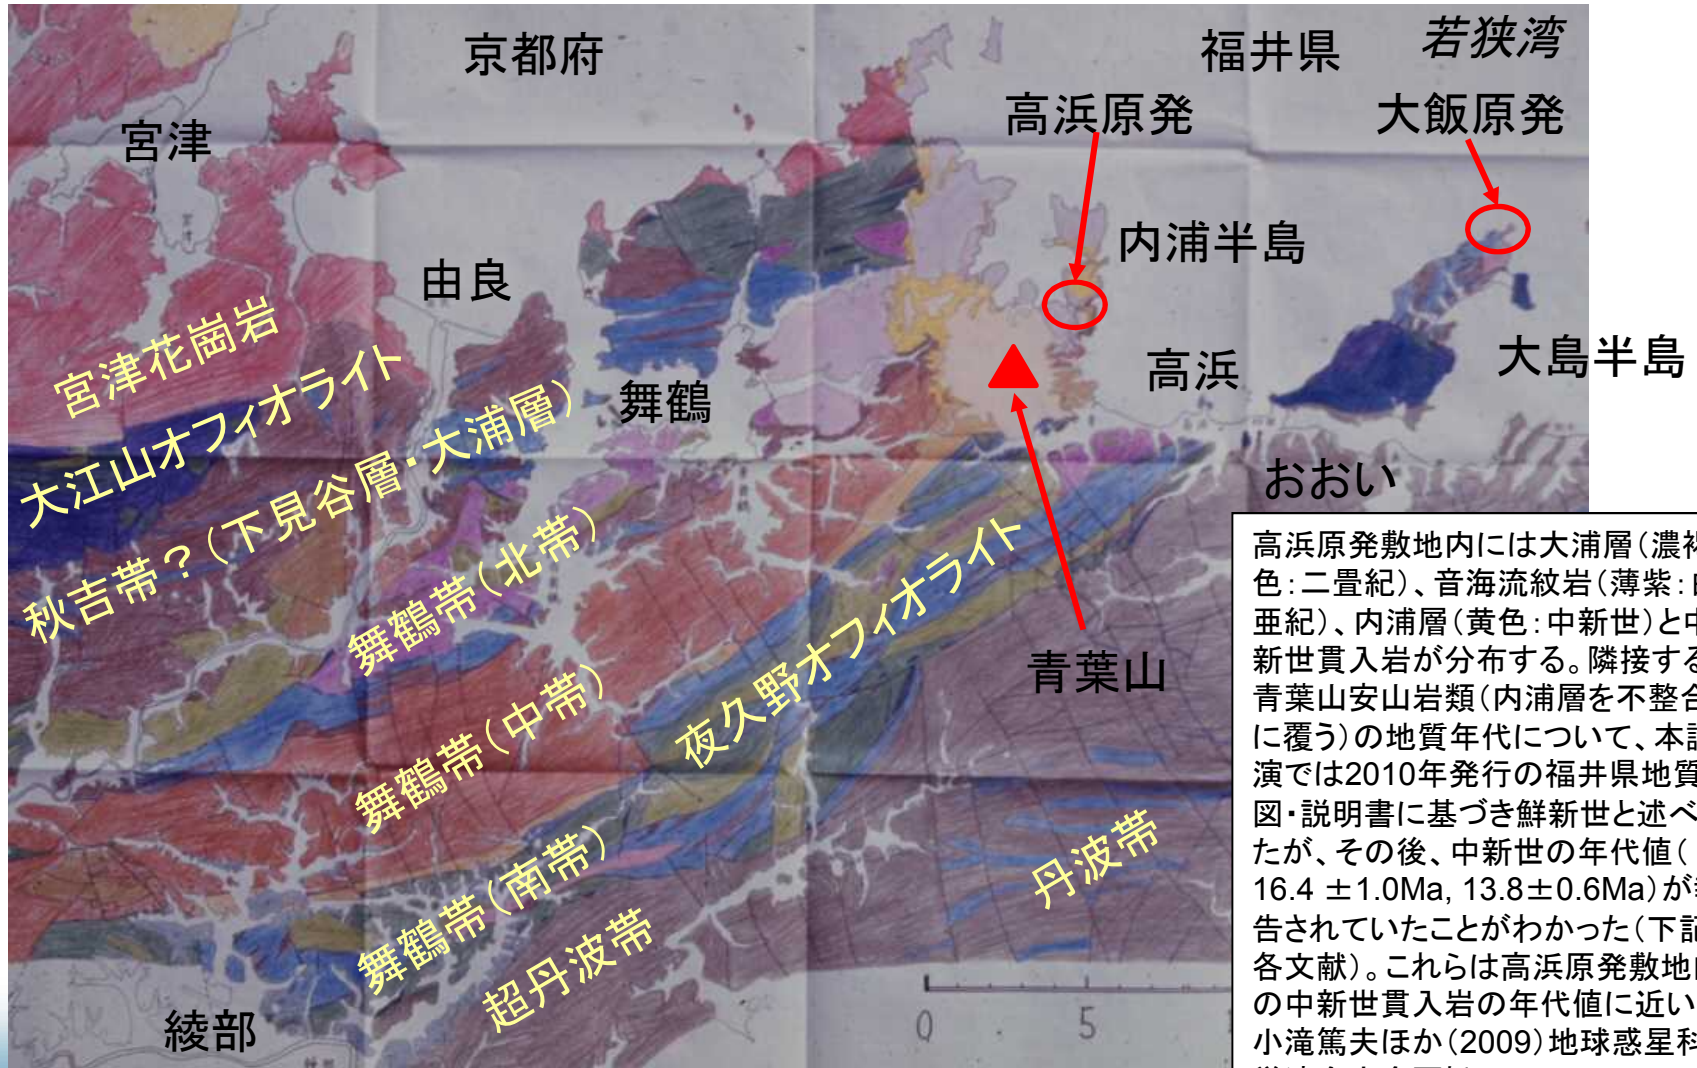 京都府
福井県
若狭湾
高浜原発
大飯原発
宮津
内浦半島
由良
宮津花崗岩
大江山オフィオライト
秋吉帯？（下見谷層・大浦層）
舞鶴
高浜
大島半島
おおい
舞鶴帯（北帯）
夜久野オフィオライト
青葉山
舞鶴帯（中帯）
舞鶴帯（南帯）
丹波帯
超丹波帯
綾部
0 5
高浜原発敷地内には大浦層（濃褐
色：二畳紀）、音海流紋岩（薄紫：白
亜紀）、内浦層（黄色：中新世）と中
新世貫入岩が分布する。隣接する
青葉山安山岩類（内浦層を不整合
に覆う）の地質年代について、本講
演では2010年発行の福井県地質
図・説明書に基づき鮮新世と述べ
たが、その後、中新世の年代値（
16.4 ±1.0Ma, 13.8±0.6Ma）が報
告されていたことがわかった（下記
各文献）。これらは高浜原発敷地内
の中新世貫入岩の年代値に近い
小滝篤夫ほか（2009）地球惑星科